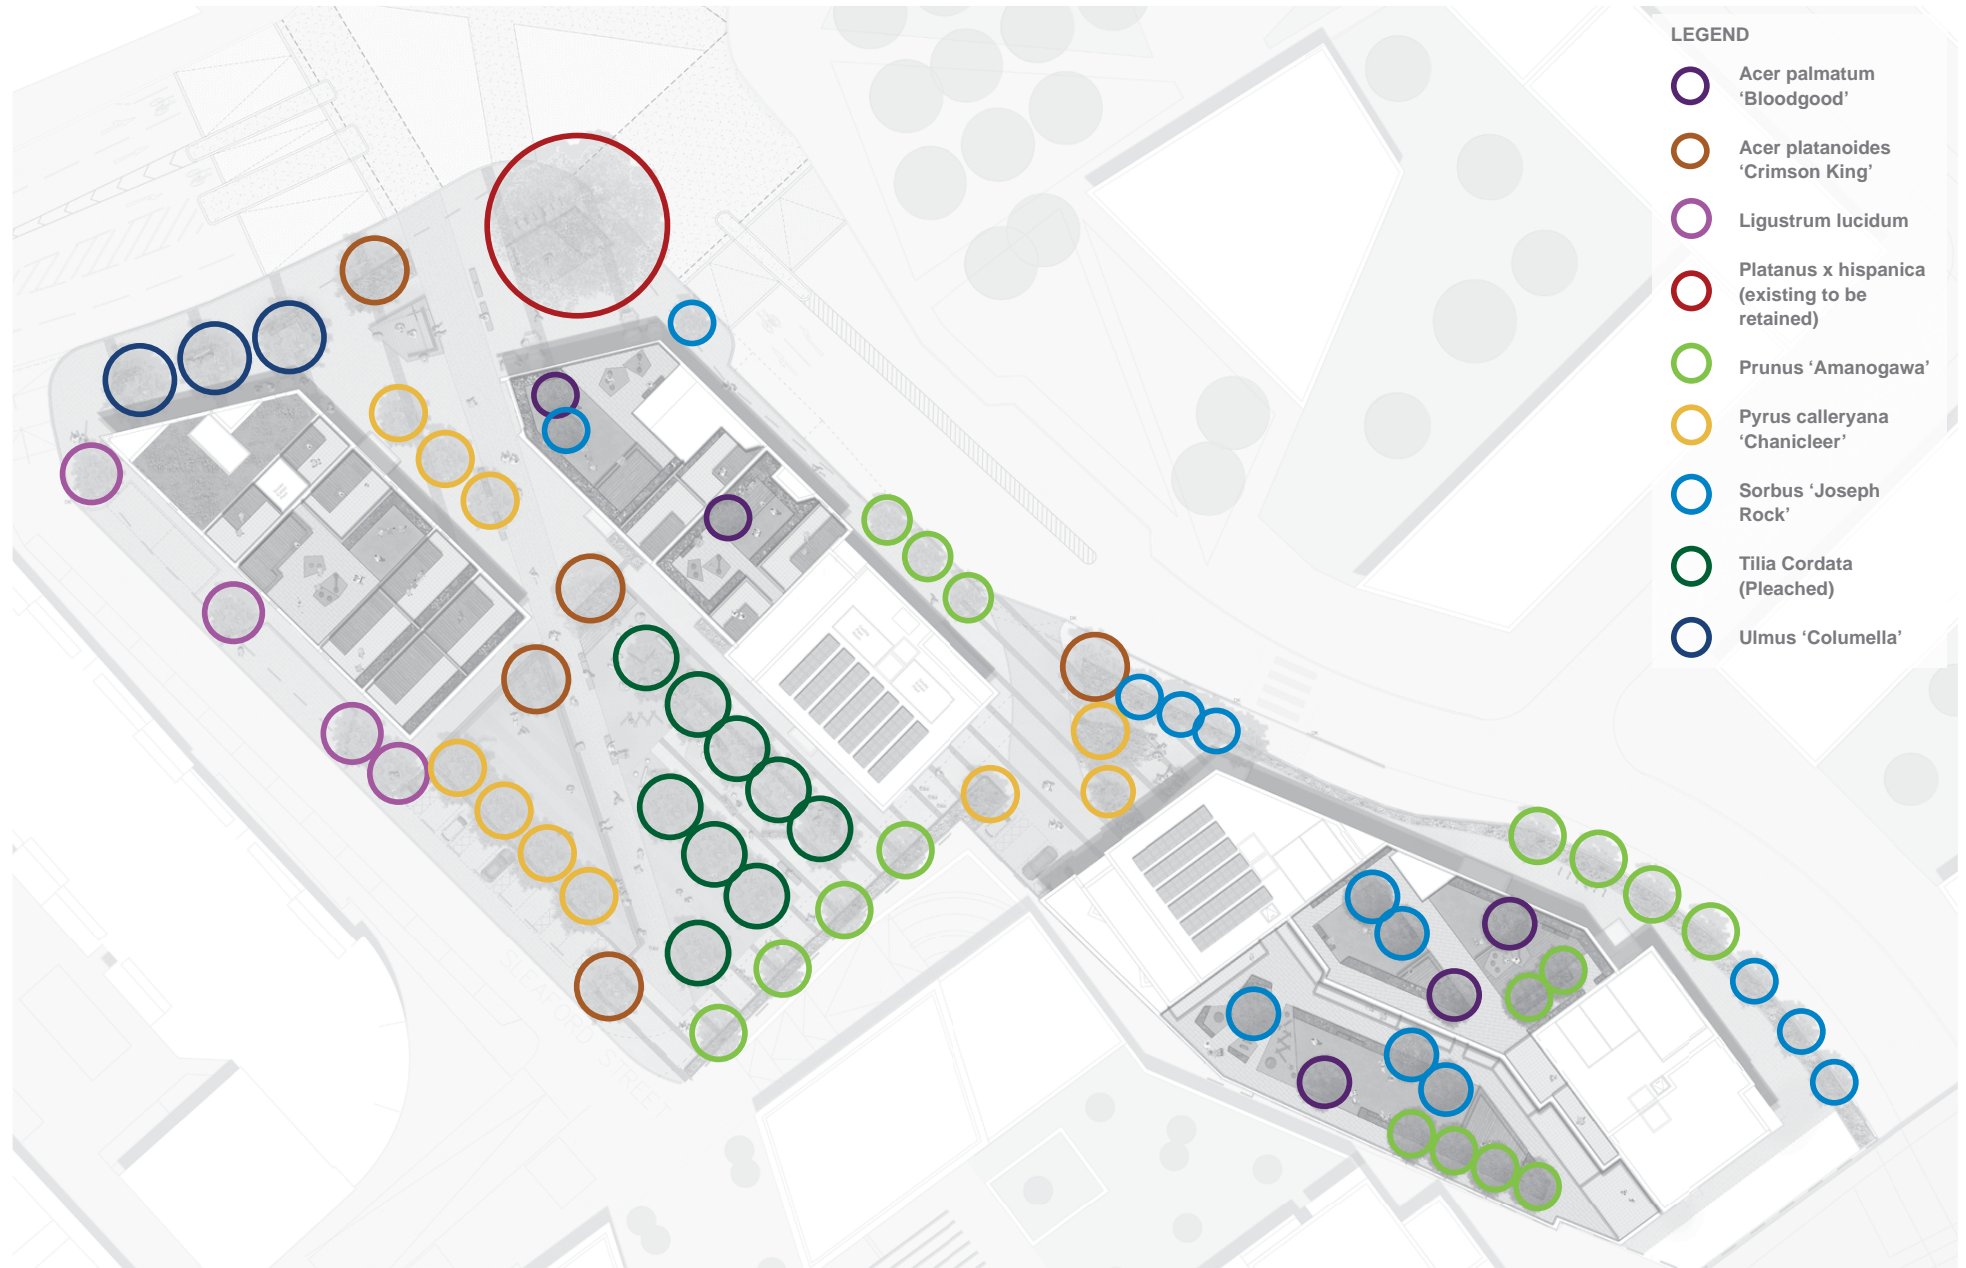 LEGEND
Acer palmatum
‘Bloodgood’
Acer platanoides
‘Crimson King’
Ligustrum lucidum
Platanus x hispanica
(existing to be
retained)
Prunus ‘Amanogawa’
Pyrus calleryana
‘Chanicleer’
Sorbus ‘Joseph
Rock’
Tilia Cordata
(Pleached)
Ulmus ‘Columella’